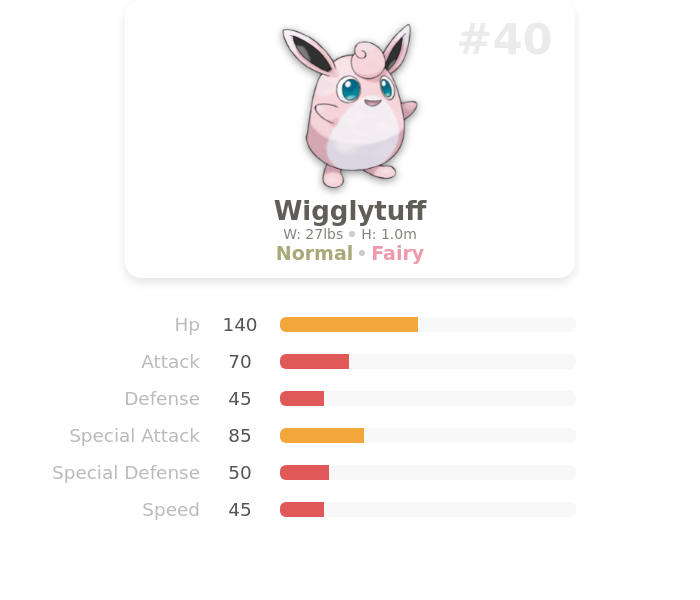 #40
Wigglytuff
W: 27lbs • H: 1.0m
Normal • Fairy
Hp 140
Attack 70
Defense 45
Special Attack 85
Special Defense 50
Speed 45